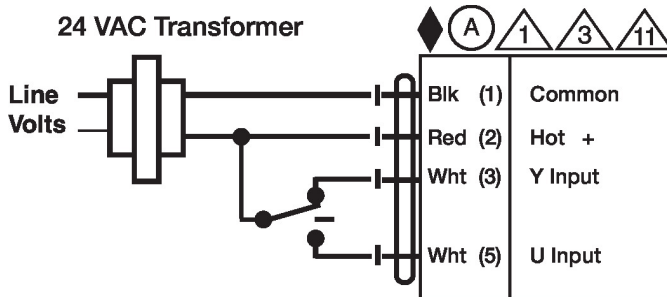 24 VAC Transformer
A 1 3 11
Line Volts
Blk (1) Common
Red (2) Hot +
Wht (3) Y Input
Wht (5) U Input